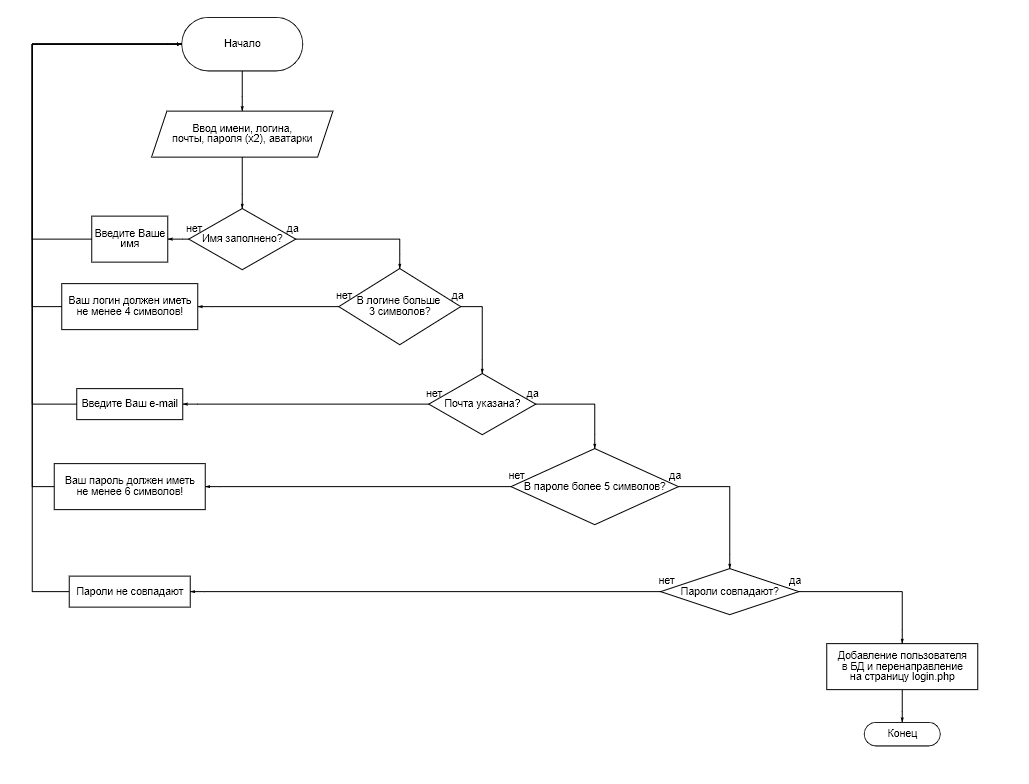 Начало
Ввод имени, логина,
почты, пароля (х2), аватарки
нет
да
Введите Ваше
имя
Имя заполнено?
Ваш логин должен иметь
не менее 4 символов!
нет
да
В логине больше
3 символов?
Введите Ваш e-mail
нет
да
Почта указана?
Ваш пароль должен иметь
не менее 6 символов!
нет
да
В пароле более 5 символов?
Пароли не совпадают
нет
да
Пароли совпадают?
Добавление пользователя
в БД и перенаправление
на страницу login.php
Конец